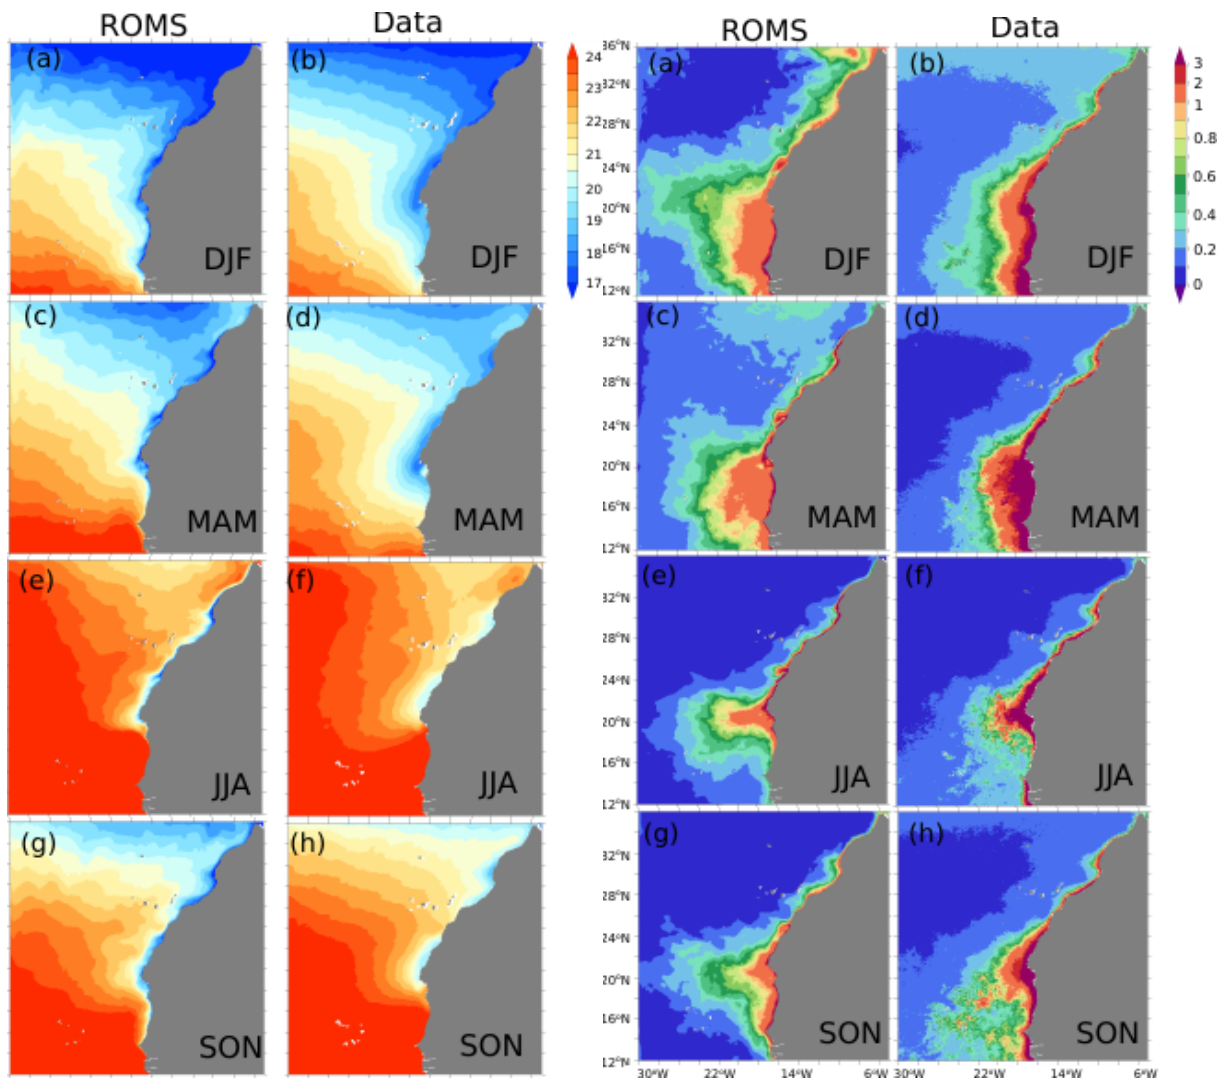 ROMS Data ROMS Data
(a) (b) (a) (b)
24
23
22
21
20
19
18
17
36°N
32°N
28°N
24°N
20°N
16°N
12°N
3
2
1
0.8
0.6
0.4
0.2
0
DJF DJF DJF DJF
(c) (d) (c) (d)
32°N
28°N
24°N
20°N
16°N
12°N
MAM MAM MAM MAM
(e) (f) (e) (f)
32°N
28°N
24°N
20°N
16°N
12°N
JJA JJA JJA JJA
(g) (h) (g) (h)
32°N
28°N
24°N
20°N
16°N
12°N
SON SON SON SON
30°W 22°W 14°W 30°W 22°W 14°W 6°W